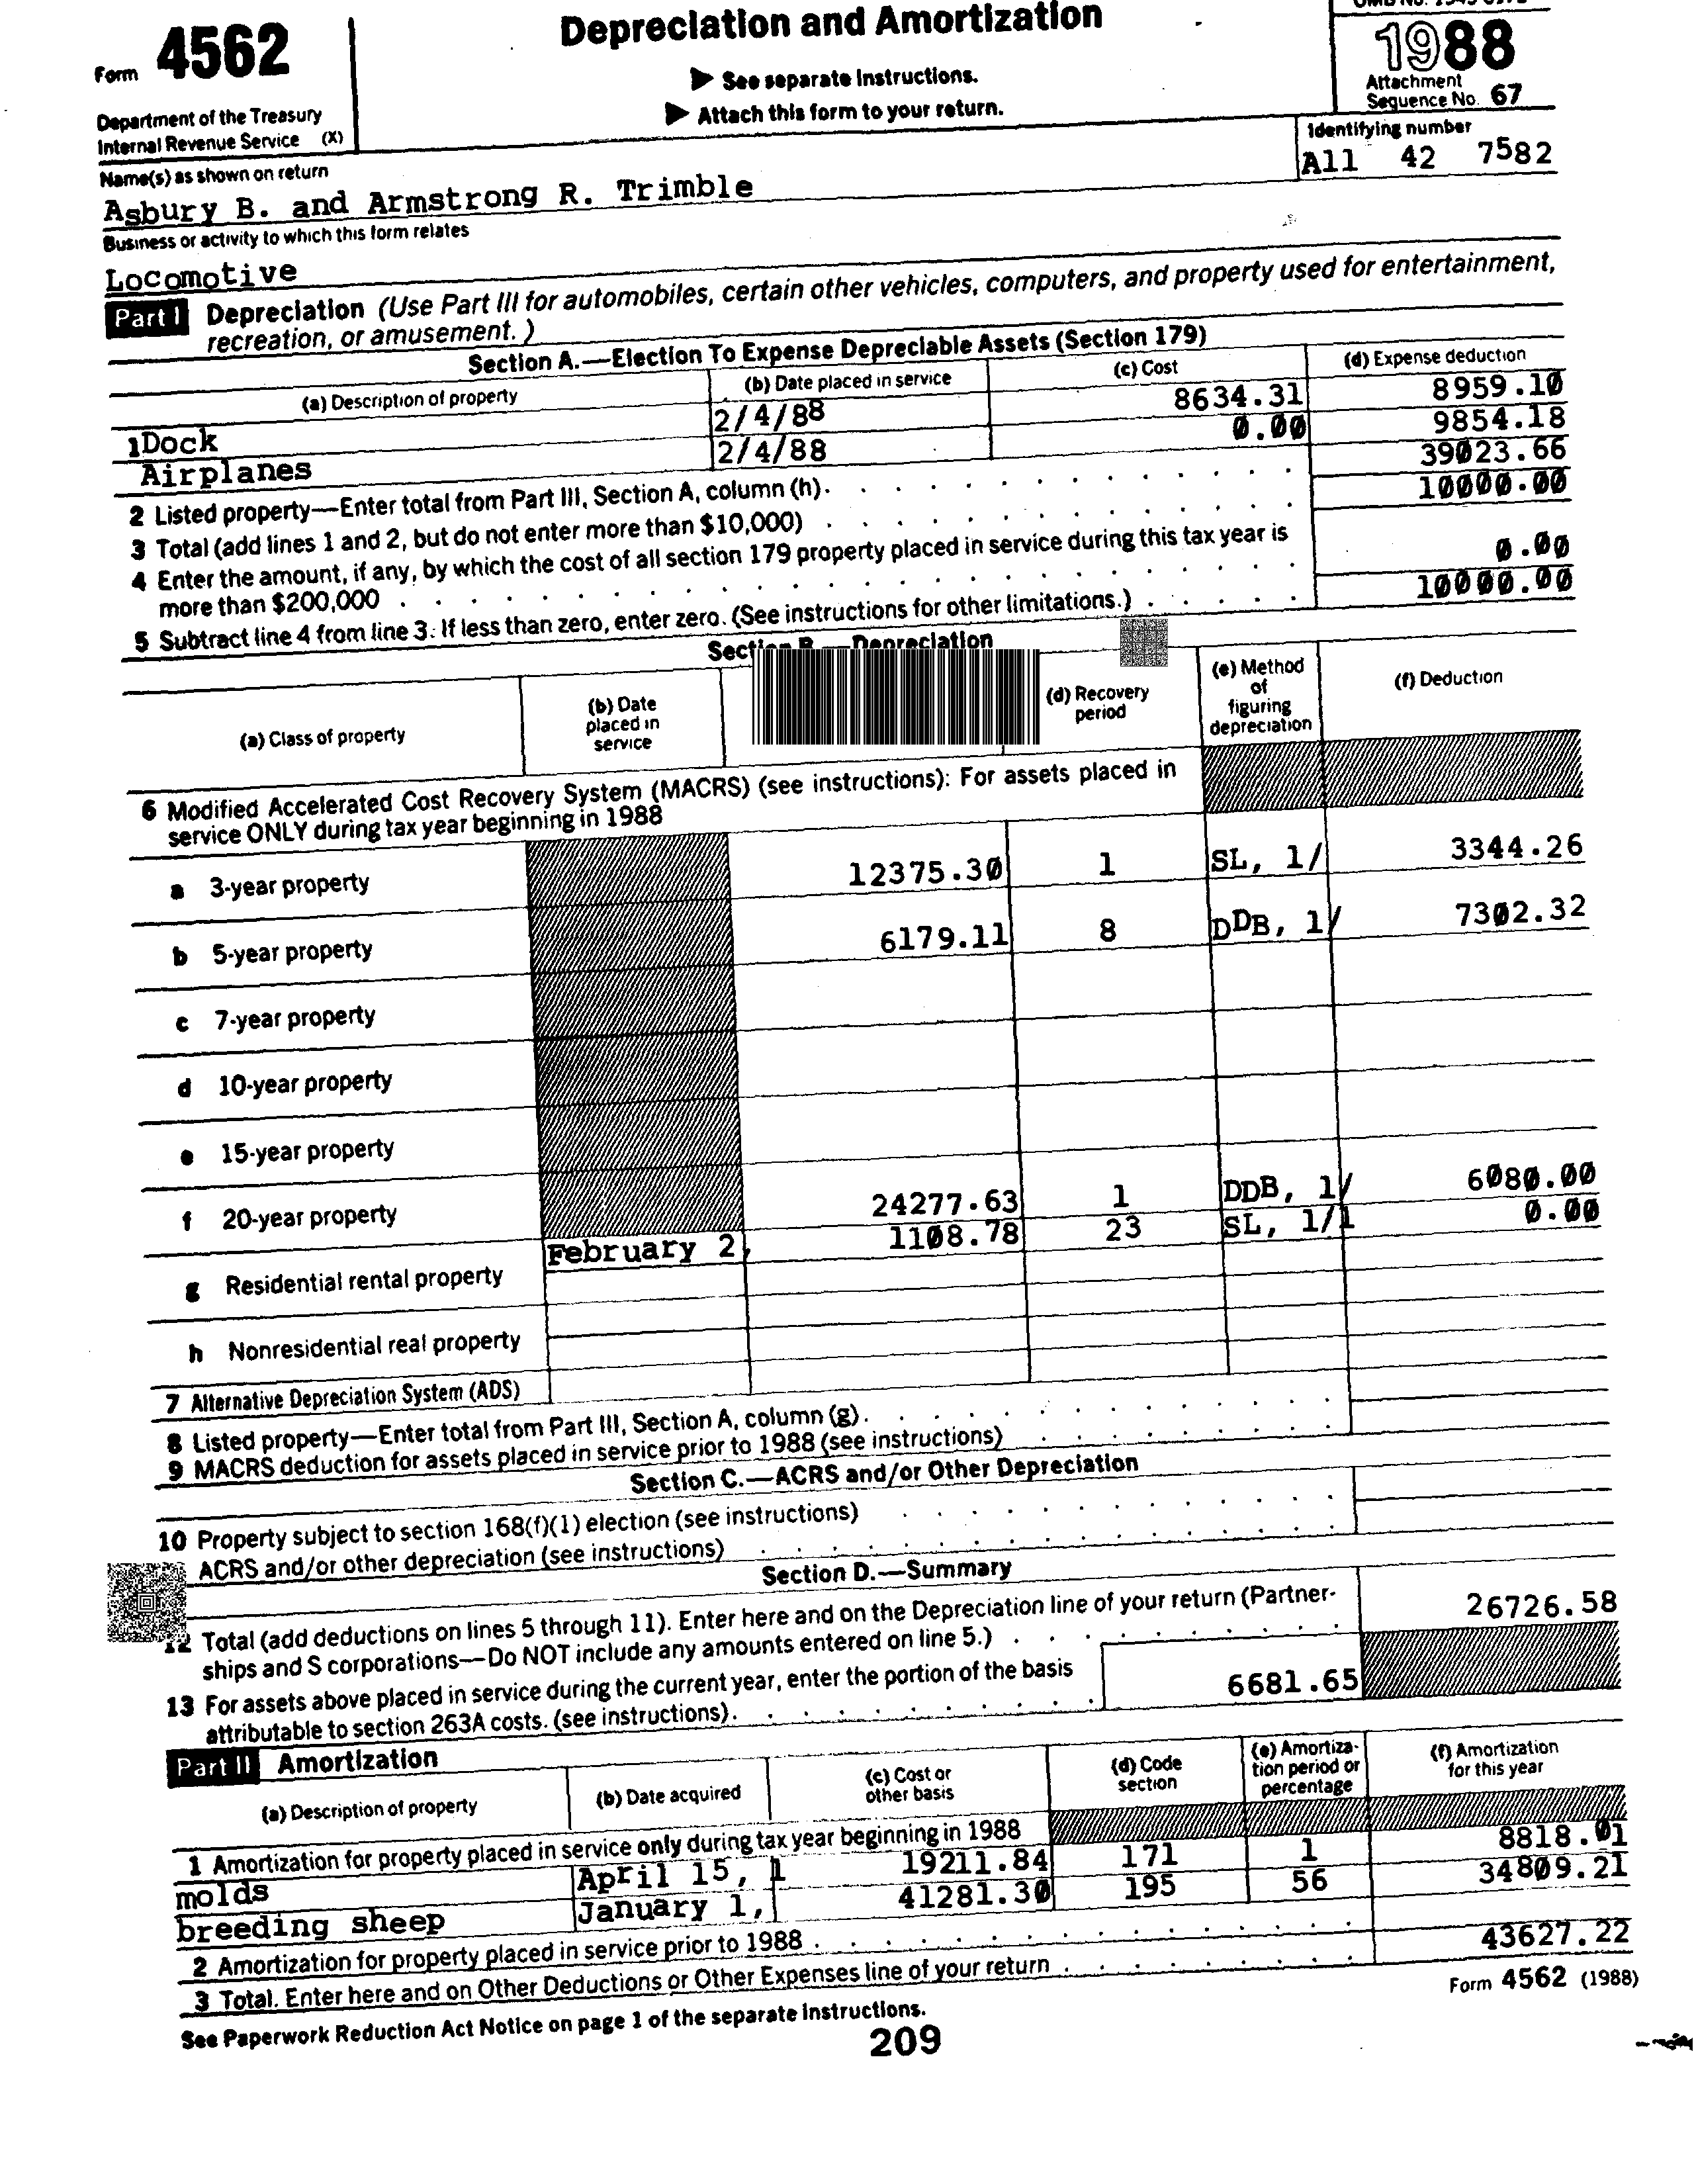 Form 4562
Department of the Treasury
Internal Revenue Service (X)
Depreciation and Amortization
▶ See separate Instructions.
▶ Attach this form to your return.
1988
Attachment
Sequence No. 67
Name(s) as shown on return
Identifying number
Asbury B. and Armstrong R. Trimble
All 42 7582
Business or activity to which this form relates
Locomotive
Part I Depreciation (Use Part III for automobiles, certain other vehicles, computers, and property used for entertainment,
recreation, or amusement.)
Section A.—Election To Expense Depreciable Assets (Section 179)
(a) Description of property (b) Date placed in service (c) Cost (d) Expense deduction
1 Dock 2/4/88 8634.31 8959.10
Airplanes 2/4/88 0.00 9854.18
2 Listed property—Enter total from Part III, Section A, column (h). 39023.66
3 Total (add lines 1 and 2, but do not enter more than $10,000) 10000.00
4 Enter the amount, if any, by which the cost of all section 179 property placed in service during this tax year is
more than $200,000 0.00
5 Subtract line 4 from line 3. If less than zero, enter zero. (See instructions for other limitations.) 10000.00
Section B.—Depreciation
(a) Class of property (b) Date placed in service (d) Recovery period (e) Method of figuring depreciation (f) Deduction
6 Modified Accelerated Cost Recovery System (MACRS) (see instructions): For assets placed in
service ONLY during tax year beginning in 1988
a 3-year property 12375.30 1 SL, 1/ 3344.26
b 5-year property 6179.11 8 DDB, 1/ 7302.32
c 7-year property
d 10-year property
e 15-year property
f 20-year property 24277.63 1 DDB, 1/ 6080.00
g Residential rental property February 2, 1108.78 23 SL, 1/1 0.00
h Nonresidential real property
7 Alternative Depreciation System (ADS)
8 Listed property—Enter total from Part III, Section A, column (g).
9 MACRS deduction for assets placed in service prior to 1988 (see instructions)
Section C.—ACRS and/or Other Depreciation
10 Property subject to section 168(f)(1) election (see instructions)
ACRS and/or other depreciation (see instructions)
Section D.—Summary
12 Total (add deductions on lines 5 through 11). Enter here and on the Depreciation line of your return (Partner-
ships and S corporations—Do NOT include any amounts entered on line 5.) 26726.58
13 For assets above placed in service during the current year, enter the portion of the basis
attributable to section 263A costs. (see instructions). 6681.65
Part II Amortization
(a) Description of property (b) Date acquired (c) Cost or other basis (d) Code section (e) Amortiza-tion period or percentage (f) Amortization for this year
1 Amortization for property placed in service only during tax year beginning in 1988
molds April 15, 1 19211.84 171 1 8818.01
breeding sheep January 1, 41281.30 195 56 34809.21
2 Amortization for property placed in service prior to 1988
3 Total. Enter here and on Other Deductions or Other Expenses line of your return 43627.22
See Paperwork Reduction Act Notice on page 1 of the separate Instructions.
Form 4562 (1988)
209